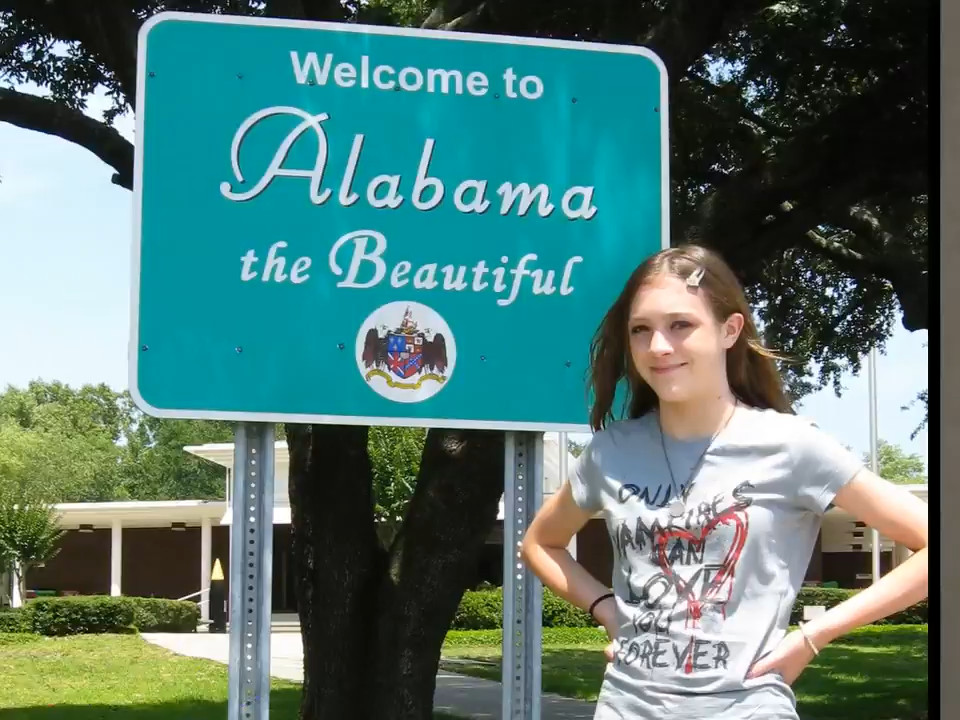 Welcome to
Alabama
the Beautiful
ONLY
VAMPIRES
CAN
LOVE
YOU
FOREVER